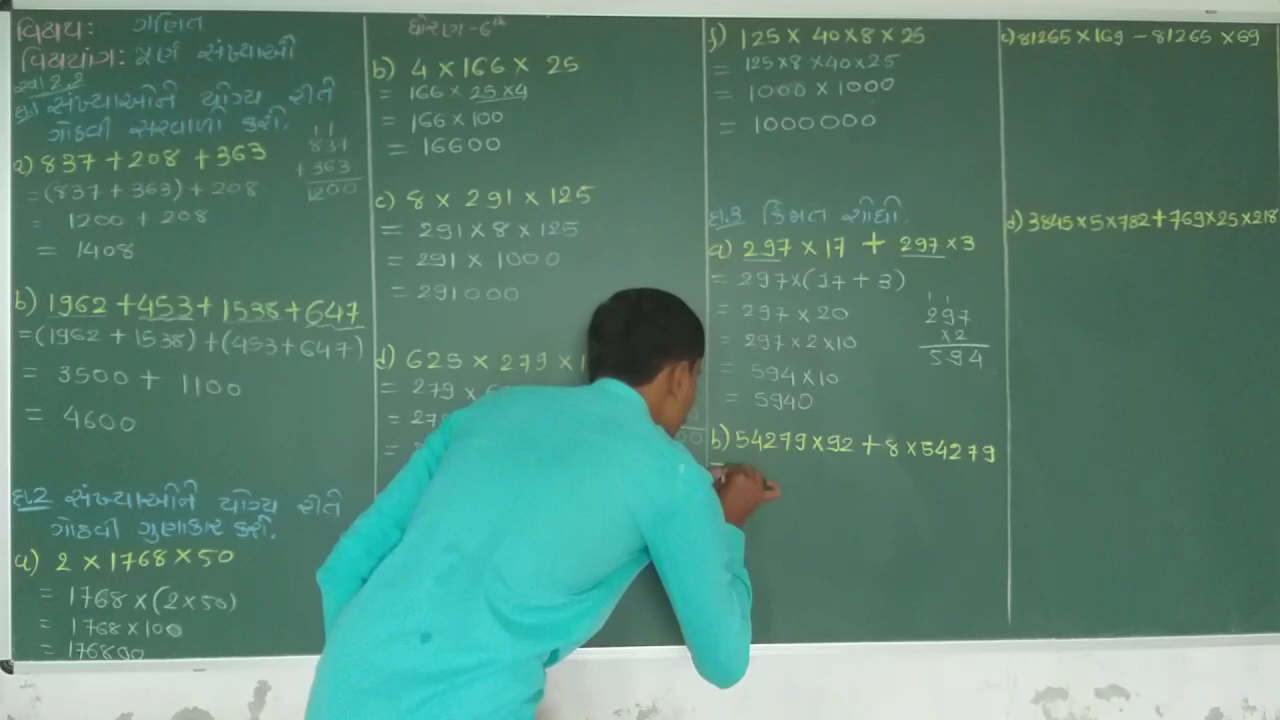 વિષય: ગણિત
વિષયાંગ: પૂર્ણ સંખ્યાઓ
દા.1 સંખ્યાઓને યોગ્ય રીતે
ગોઠવી સરવાળો કરો.
a) 837 + 208 + 363
= (837 + 363) + 208
= 1200 + 208
= 1408
1 1
837
+ 363
1200
b) 1962 + 453 + 1538 + 647
= (1962 + 1538) + (453 + 647)
= 3500 + 1100
= 4600
દા.2 સંખ્યાઓને યોગ્ય રીતે
ગોઠવી ગુણાકાર કરો.
a) 2 × 1768 × 50
= 1768 × (2 × 50)
= 1768 × 100
= 176800
ધોરણ - 6th
b) 4 × 166 × 25
= 166 × 25 × 4
= 166 × 100
= 16600
c) 8 × 291 × 125
= 291 × 8 × 125
= 291 × 1000
= 291000
d) 625 × 279 ×
= 279 ×
f) 125 × 40 × 8 × 25
= 125 × 8 × 40 × 25
= 1000 × 1000
= 1000000
દા.3 કિંમત શોધો.
a) 297 × 17 + 297 × 3
= 297 × (17 + 3)
= 297 × 20
= 297 × 2 × 10
= 594 × 10
= 5940
1 1
297
× 2
594
b) 54279 × 92 + 8 × 54279
=
c) 81265 × 169 - 81265 × 69
d) 3845 × 5 × 782 + 769 × 25 × 218